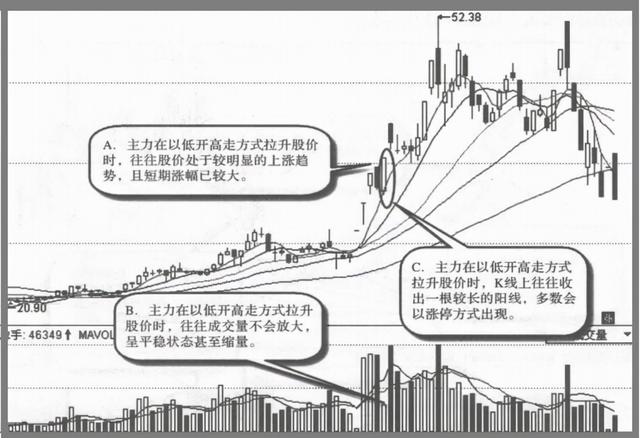 52.38
A. 主力在以低开高走方式拉升股价
时，往往股价处于较明显的上涨趋
势，且短期涨幅已较大。
C. 主力在以低开高走方式
拉升股价时，K线上往往收
出一根较长的阳线，多数会
以涨停方式出现。
20.90
B. 主力在以低开高走方式拉升
股价时，往往成交量不会放大，
呈平稳状态甚至缩量。
手: 46349↑ MAVOL
交量